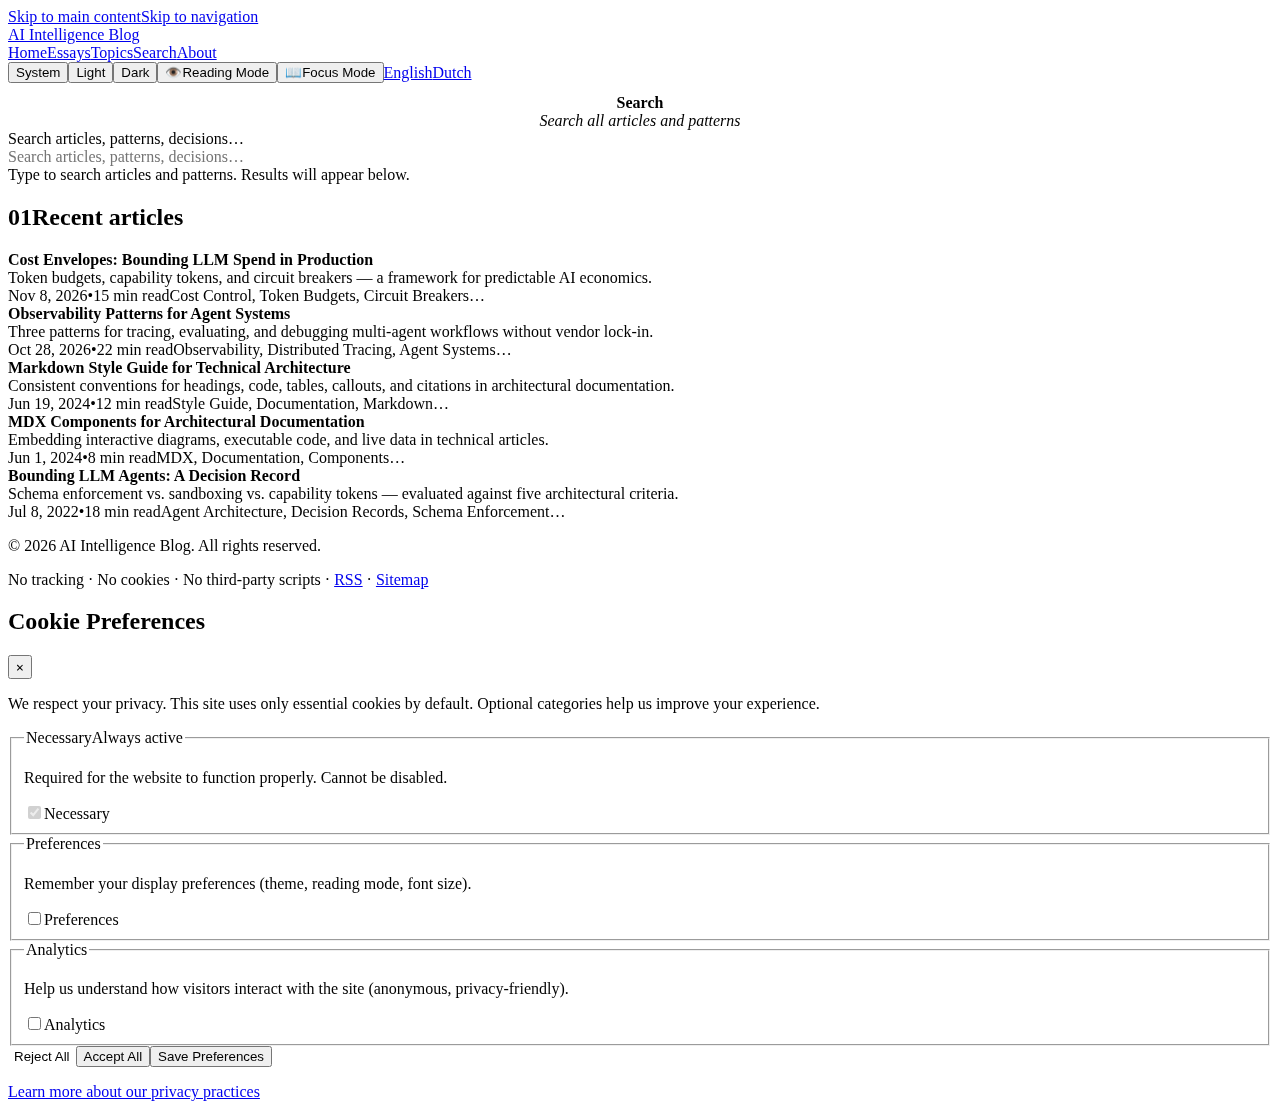 Skip to main contentSkip to navigation
AI Intelligence Blog
HomeEssaysTopicsSearchAbout
System Light Dark 👁️Reading Mode 📖Focus Mode EnglishDutch
Search
Search all articles and patterns
Search articles, patterns, decisions…
Search articles, patterns, decisions…
Type to search articles and patterns. Results will appear below.
01Recent articles
Cost Envelopes: Bounding LLM Spend in Production
Token budgets, capability tokens, and circuit breakers — a framework for predictable AI economics.
Nov 8, 2026•15 min readCost Control, Token Budgets, Circuit Breakers…
Observability Patterns for Agent Systems
Three patterns for tracing, evaluating, and debugging multi-agent workflows without vendor lock-in.
Oct 28, 2026•22 min readObservability, Distributed Tracing, Agent Systems…
Markdown Style Guide for Technical Architecture
Consistent conventions for headings, code, tables, callouts, and citations in architectural documentation.
Jun 19, 2024•12 min readStyle Guide, Documentation, Markdown…
MDX Components for Architectural Documentation
Embedding interactive diagrams, executable code, and live data in technical articles.
Jun 1, 2024•8 min readMDX, Documentation, Components…
Bounding LLM Agents: A Decision Record
Schema enforcement vs. sandboxing vs. capability tokens — evaluated against five architectural criteria.
Jul 8, 2022•18 min readAgent Architecture, Decision Records, Schema Enforcement…
© 2026 AI Intelligence Blog. All rights reserved.
No tracking · No cookies · No third-party scripts · RSS · Sitemap
Cookie Preferences
×
We respect your privacy. This site uses only essential cookies by default. Optional categories help us improve your experience.
NecessaryAlways active
Required for the website to function properly. Cannot be disabled.
Necessary
Preferences
Remember your display preferences (theme, reading mode, font size).
Preferences
Analytics
Help us understand how visitors interact with the site (anonymous, privacy-friendly).
Analytics
Reject All Accept All Save Preferences
Learn more about our privacy practices